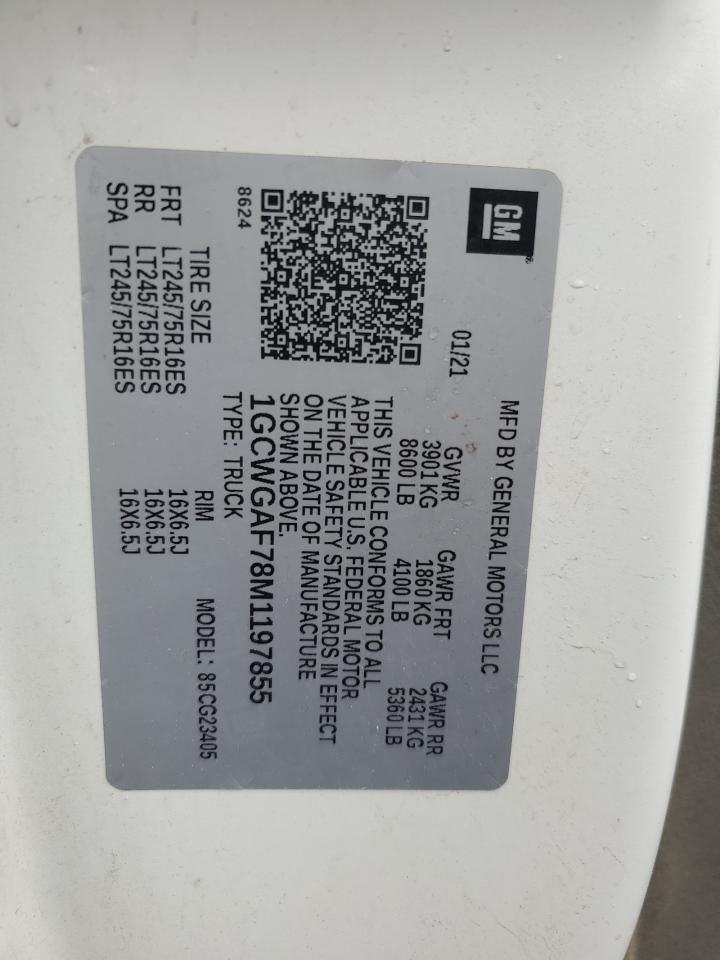 GM
MFD BY GENERAL MOTORS LLC
01/21
GVWR GAWR FRT GAWR RR
3901 KG 1860 KG 2431 KG
8600 LB 4100 LB 5360 LB
THIS VEHICLE CONFORMS TO ALL
APPLICABLE U.S. FEDERAL MOTOR
VEHICLE SAFETY STANDARDS IN EFFECT
ON THE DATE OF MANUFACTURE
SHOWN ABOVE.
1GCWGAF78M1197855
TYPE: TRUCK
8624
MODEL: 85CG23405
TIRE SIZE RIM
FRT LT245/75R16ES 16X6.5J
RR LT245/75R16ES 16X6.5J
SPA LT245/75R16ES 16X6.5J